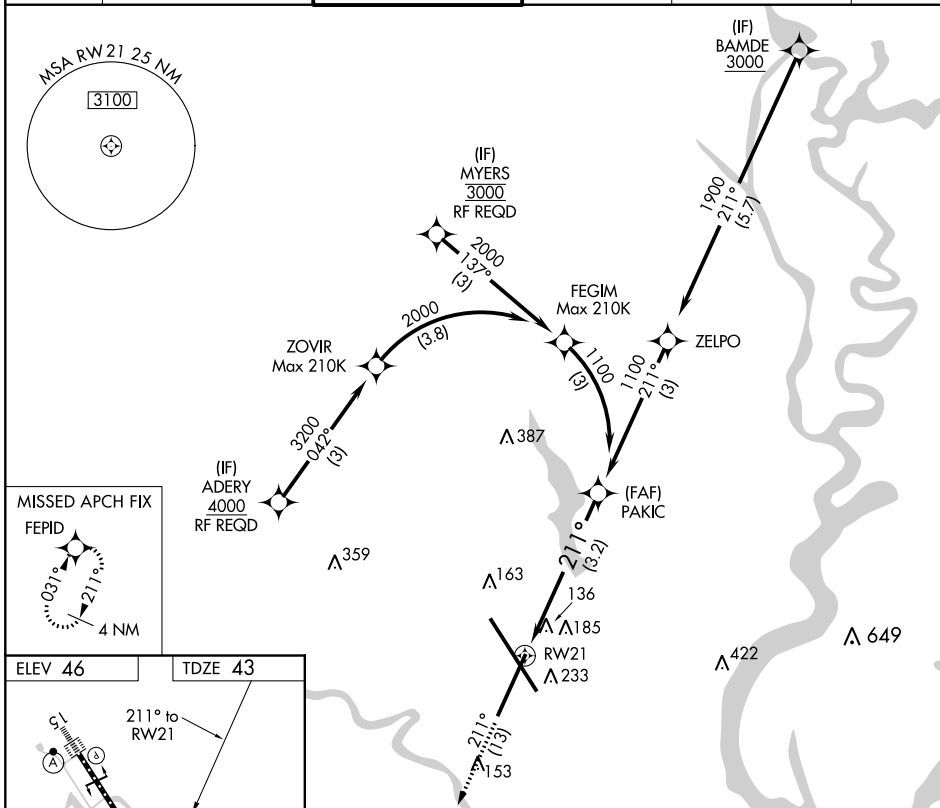 MSA RW21 25 NM
3100
(IF)
BAMDE
3000
(IF)
MYERS
3000
RF REQD
1900
211°
(5.7)
2000
137°
(3)
FEGIM
Max 210K
2000
(3.8)
ZOVIR
Max 210K
ZELPO
1100
(3)
1100
211°
(3)
3200
042°
(3)
387
(IF)
ADERY
4000
RF REQD
(FAF)
PAKIC
MISSED APCH FIX
FEPID
031°
211°
4 NM
359
211°
(3.2)
163
136
185
RW21
233
422
649
211°
(13)
153
ELEV 46
TDZE 43
211° to
RW21
15
A
P